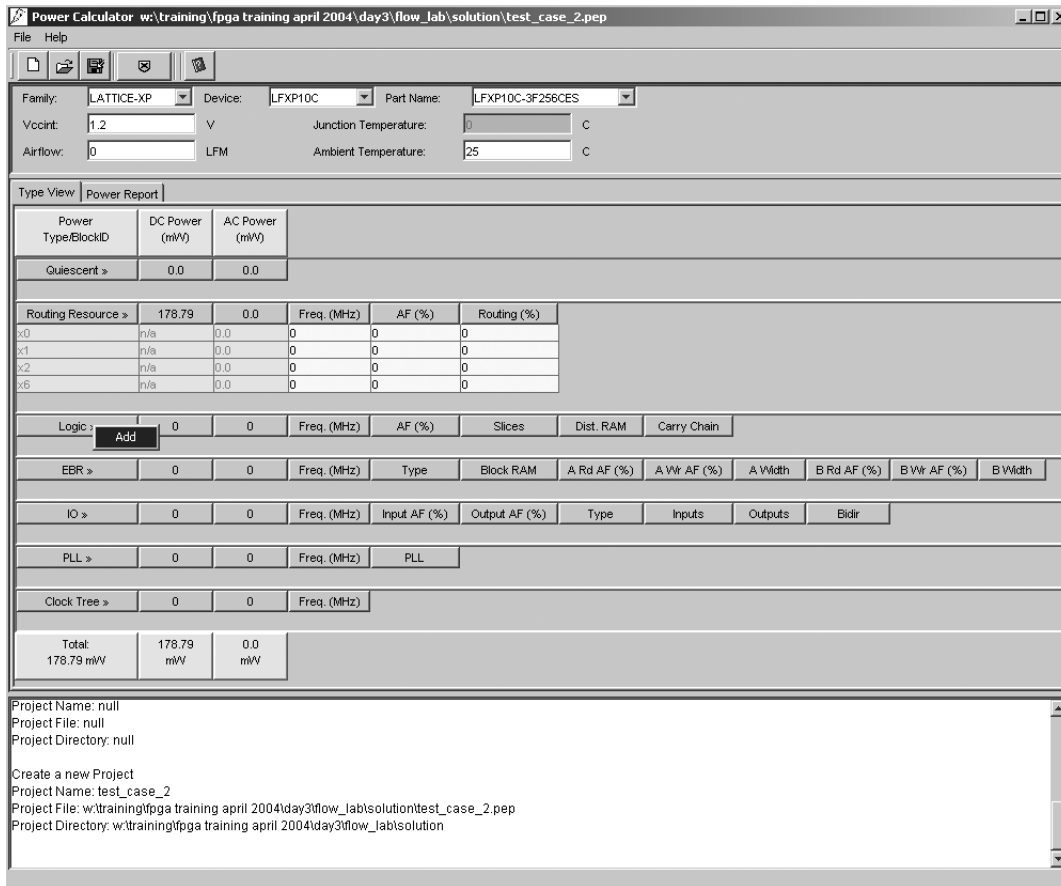 Power Calculator w:\training\fpga training april 2004\day3\flow_lab\solution\test_case_2.pep
File Help
Family: LATTICE-XP Device: LFXP10C Part Name: LFXP10C-3F256CES
Vccint: 1.2 V Junction Temperature: 0 C
Airflow: 0 LFM Ambient Temperature: 25 C
Type View Power Report
Power DC Power AC Power
Type/BlockID (mW) (mW)
Quiescent » 0.0 0.0
Routing Resource » 178.79 0.0 Freq. (MHz) AF (%) Routing (%)
x0 n/a 0.0 0 0 0
x1 n/a 0.0 0 0 0
x2 n/a 0.0 0 0 0
x6 n/a 0.0 0 0 0
Logic » 0 0 Freq. (MHz) AF (%) Slices Dist. RAM Carry Chain
Add
EBR » 0 0 Freq. (MHz) Type Block RAM A Rd AF (%) A Wr AF (%) A Width B Rd AF (%) B Wr AF (%) B Width
IO » 0 0 Freq. (MHz) Input AF (%) Output AF (%) Type Inputs Outputs Bidir
PLL » 0 0 Freq. (MHz) PLL
Clock Tree » 0 0 Freq. (MHz)
Total: 178.79 0.0
178.79 mW mW mW
Project Name: null
Project File: null
Project Directory: null
Create a new Project
Project Name: test_case_2
Project File: w:\training\fpga training april 2004\day3\flow_lab\solution\test_case_2.pep
Project Directory: w:\training\fpga training april 2004\day3\flow_lab\solution